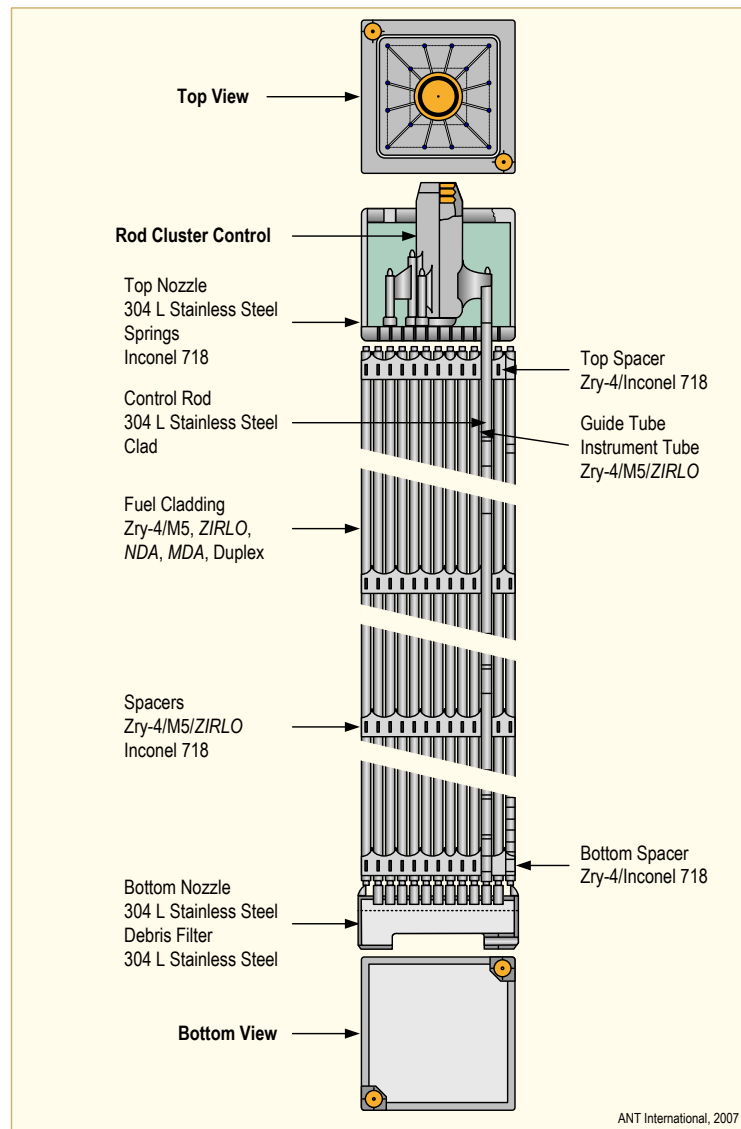 Top View
Rod Cluster Control
Top Nozzle
304 L Stainless Steel
Springs
Inconel 718
Top Spacer
Zry-4/Inconel 718
Control Rod
304 L Stainless Steel
Clad
Guide Tube
Instrument Tube
Zry-4/M5/ZIRLO
Fuel Cladding
Zry-4/M5, ZIRLO,
NDA, MDA, Duplex
Spacers
Zry-4/M5/ZIRLO
Inconel 718
Bottom Spacer
Zry-4/Inconel 718
Bottom Nozzle
304 L Stainless Steel
Debris Filter
304 L Stainless Steel
Bottom View
ANT International, 2007